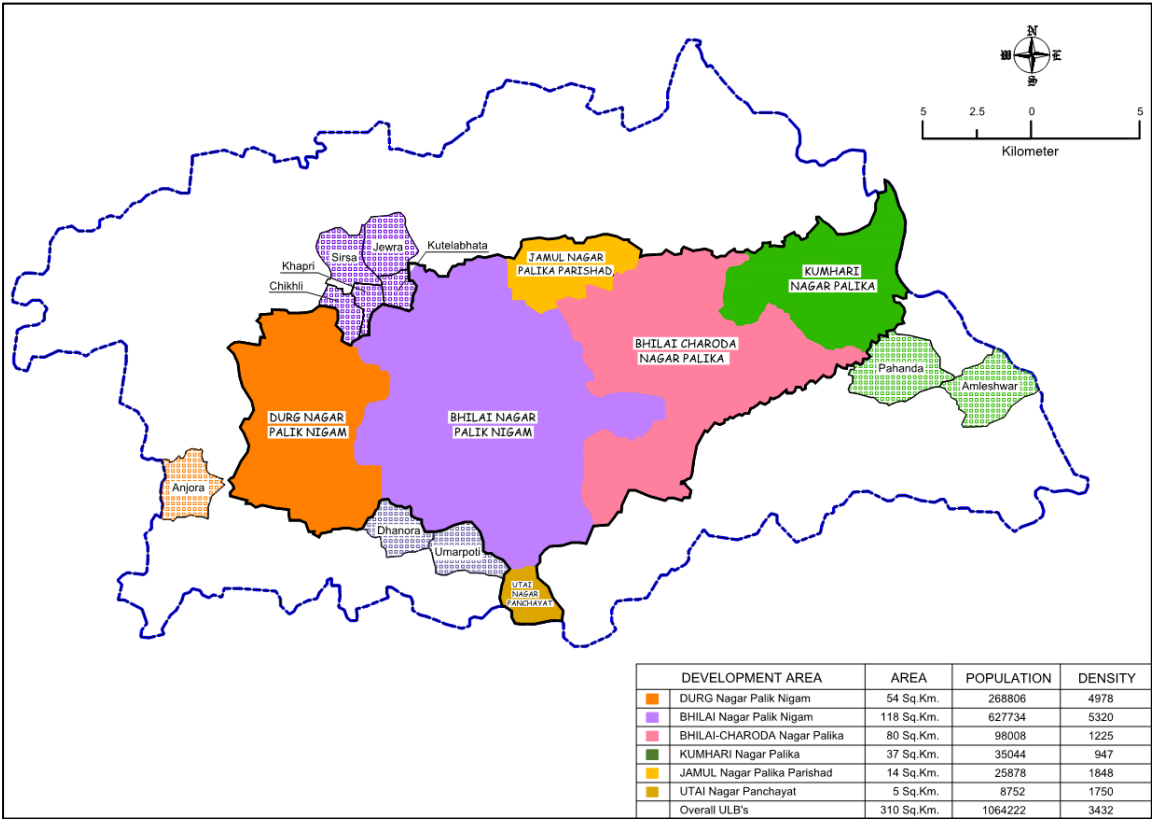 N
W E
S
5 2.5 0 5
Kilometer
Jewra
Sirsa
Kutelabhata
Khapri
Chikhli
JAMUL NAGAR
PALIKA PARISHAD
KUMHARI
NAGAR PALIKA
BHILAI CHARODA
NAGAR PALIKA
Pahanda
Amleshwar
DURG NAGAR
PALIK NIGAM
BHILAI NAGAR
PALIK NIGAM
Anjora
Dhanora
Umarpoti
UTAI
NAGAR
PANCHAYAT
DEVELOPMENT AREA AREA POPULATION DENSITY
DURG Nagar Palik Nigam 54 Sq.Km. 268806 4978
BHILAI Nagar Palik Nigam 118 Sq.Km. 627734 5320
BHILAI-CHARODA Nagar Palika 80 Sq.Km. 98008 1225
KUMHARI Nagar Palika 37 Sq.Km. 35044 947
JAMUL Nagar Palika Parishad 14 Sq.Km. 25878 1848
UTAI Nagar Panchayat 5 Sq.Km. 8752 1750
Overall ULB's 310 Sq.Km. 1064222 3432